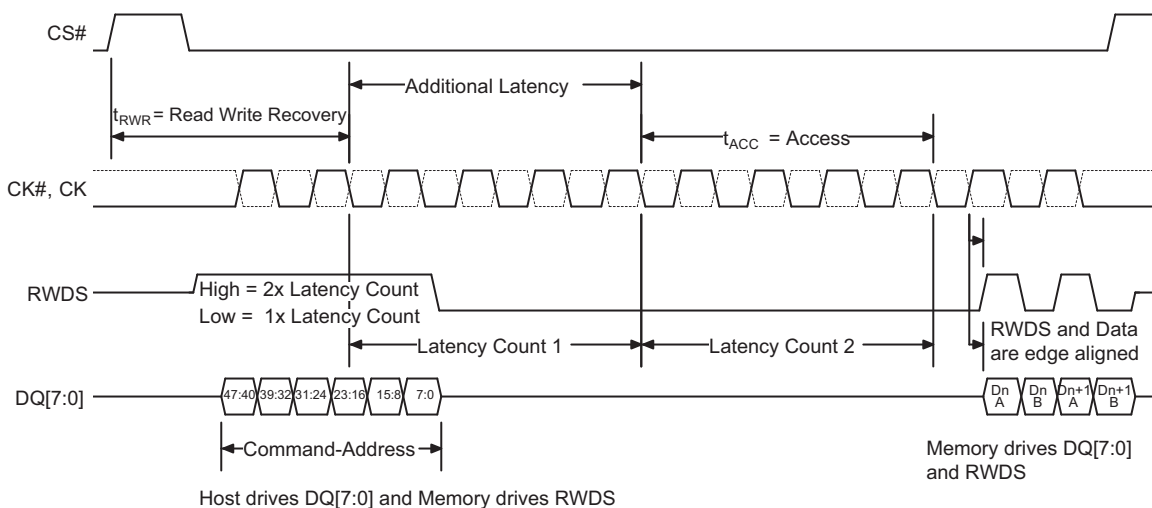 CS#
Additional Latency
tRWR = Read Write Recovery
tACC = Access
CK#, CK
RWDS
High = 2x Latency Count
Low = 1x Latency Count
Latency Count 1
Latency Count 2
RWDS and Data
are edge aligned
DQ[7:0]
47:40 39:32 31:24 23:16 15:8 7:0
Dn
A
Dn
B
Dn+1
A
Dn+1
B
Command-Address
Memory drives DQ[7:0]
and RWDS
Host drives DQ[7:0] and Memory drives RWDS